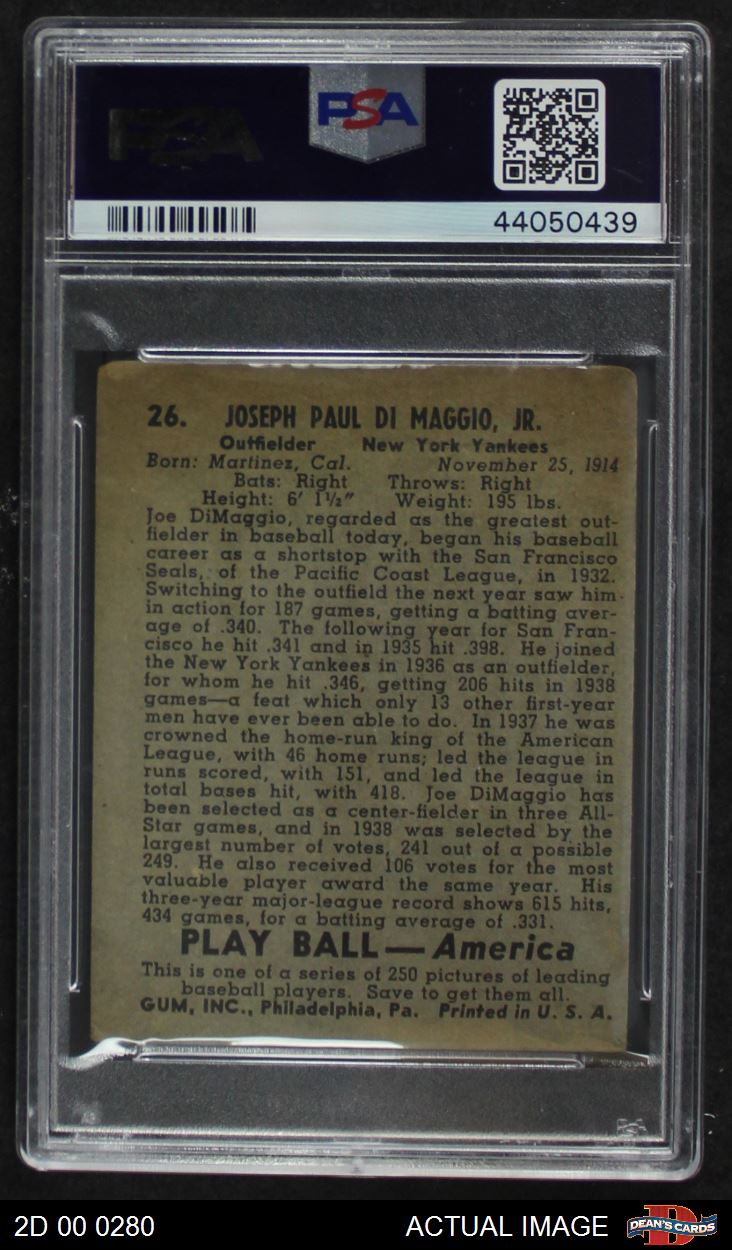 PSA
PSA
44050439
26. JOSEPH PAUL DI MAGGIO, JR.
Outfielder New York Yankees
Born: Martinez, Cal. November 25, 1914
Bats: Right Throws: Right
Height: 6′ 1½″ Weight: 195 lbs.
Joe DiMaggio, regarded as the greatest out-
fielder in baseball today, began his baseball
career as a shortstop with the San Francisco
Seals, of the Pacific Coast League, in 1932.
Switching to the outfield the next year saw him
in action for 187 games, getting a batting aver-
age of .340. The following year for San Fran-
cisco he hit .341 and in 1935 hit .398. He joined
the New York Yankees in 1936 as an outfielder,
for whom he hit .346, getting 206 hits in 1938
games—a feat which only 13 other first-year
men have ever been able to do. In 1937 he was
crowned the home-run king of the American
League, with 46 home runs; led the league in
runs scored, with 151, and led the league in
total bases hit, with 418. Joe DiMaggio has
been selected as a center-fielder in three All-
Star games, and in 1938 was selected by the
largest number of votes, 241 out of a possible
249. He also received 106 votes for the most
valuable player award the same year. His
three-year major-league record shows 615 hits,
434 games, for a batting average of .331.
PLAY BALL—America
This is one of a series of 250 pictures of leading
baseball players. Save to get them all.
GUM, INC., Philadelphia, Pa. Printed in U. S. A.
PSA
2D 00 0280 ACTUAL IMAGE DEAN'S CARDS